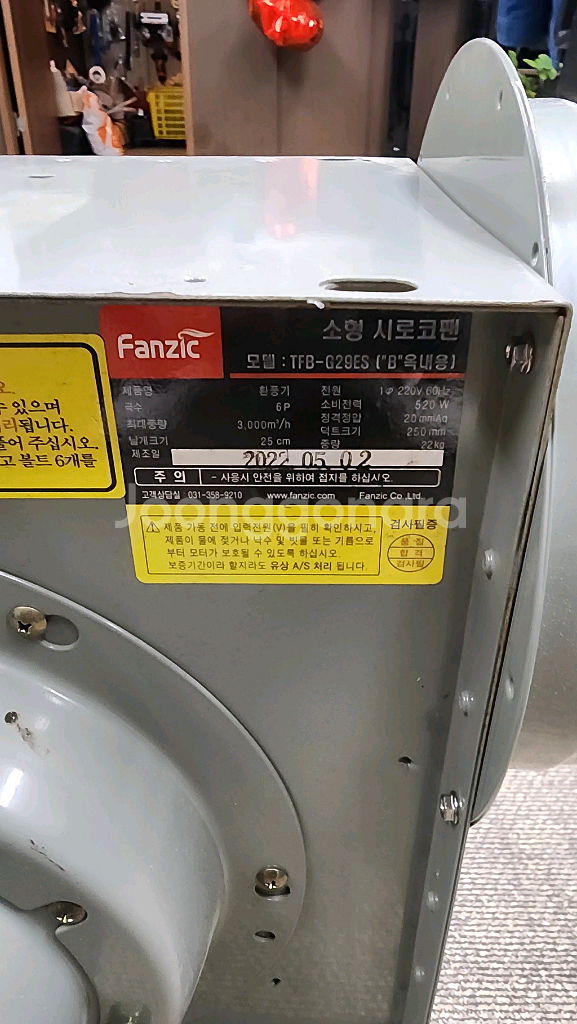 Fanzic
소형 시로코팬
모델 : TFB-G29ES ("B"옥내용)
제품명 환풍기 전원 1φ 220V 60Hz
극수 6P 소비전력 520 W
최대풍량 3,000m³/h 정격정압 20 mmAq
날개크기 25 cm 덕트크기 250 mm
제조일 2022.05.02 중량 22kg
주 의 - 사용시 안전을 위하여 접지를 하십시오.
고객상담실 031-358-9210 www.fanzic.com Fanzic Co.,Ltd.
오.
수 있으며
리됩니다.
들어 주십시오.
고 볼트 6개를
Joonggonara
제품 가동 전에 입력전원(V)을 필히 확인하시고,
제품이 물에 젖거나 낙수 및 빗물 또는 기름으로
부터 모터가 보호될 수 있도록 하십시오.
보증기간이라 할지라도 유상 A/S 처리 됩니다.
검사필증
품질
합격
검사필